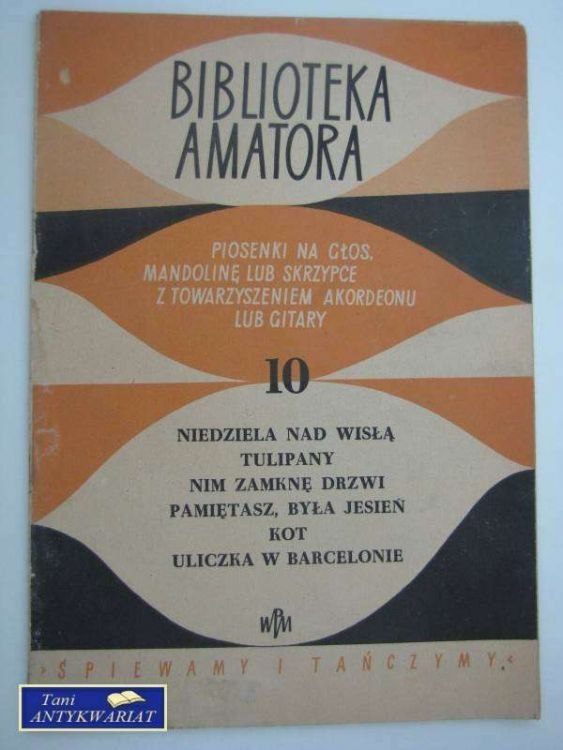 BIBLIOTEKA
AMATORA
PIOSENKI NA GŁOS,
MANDOLINĘ LUB SKRZYPCE
Z TOWARZYSZENIEM AKORDEONU
LUB GITARY
10
NIEDZIELA NAD WISŁĄ
TULIPANY
NIM ZAMKNĘ DRZWI
PAMIĘTASZ, BYŁA JESIEŃ
KOT
ULICZKA W BARCELONIE
PWM
»ŚPIEWAMY I TAŃCZYMY«
Tani
ANTYKWARIAT